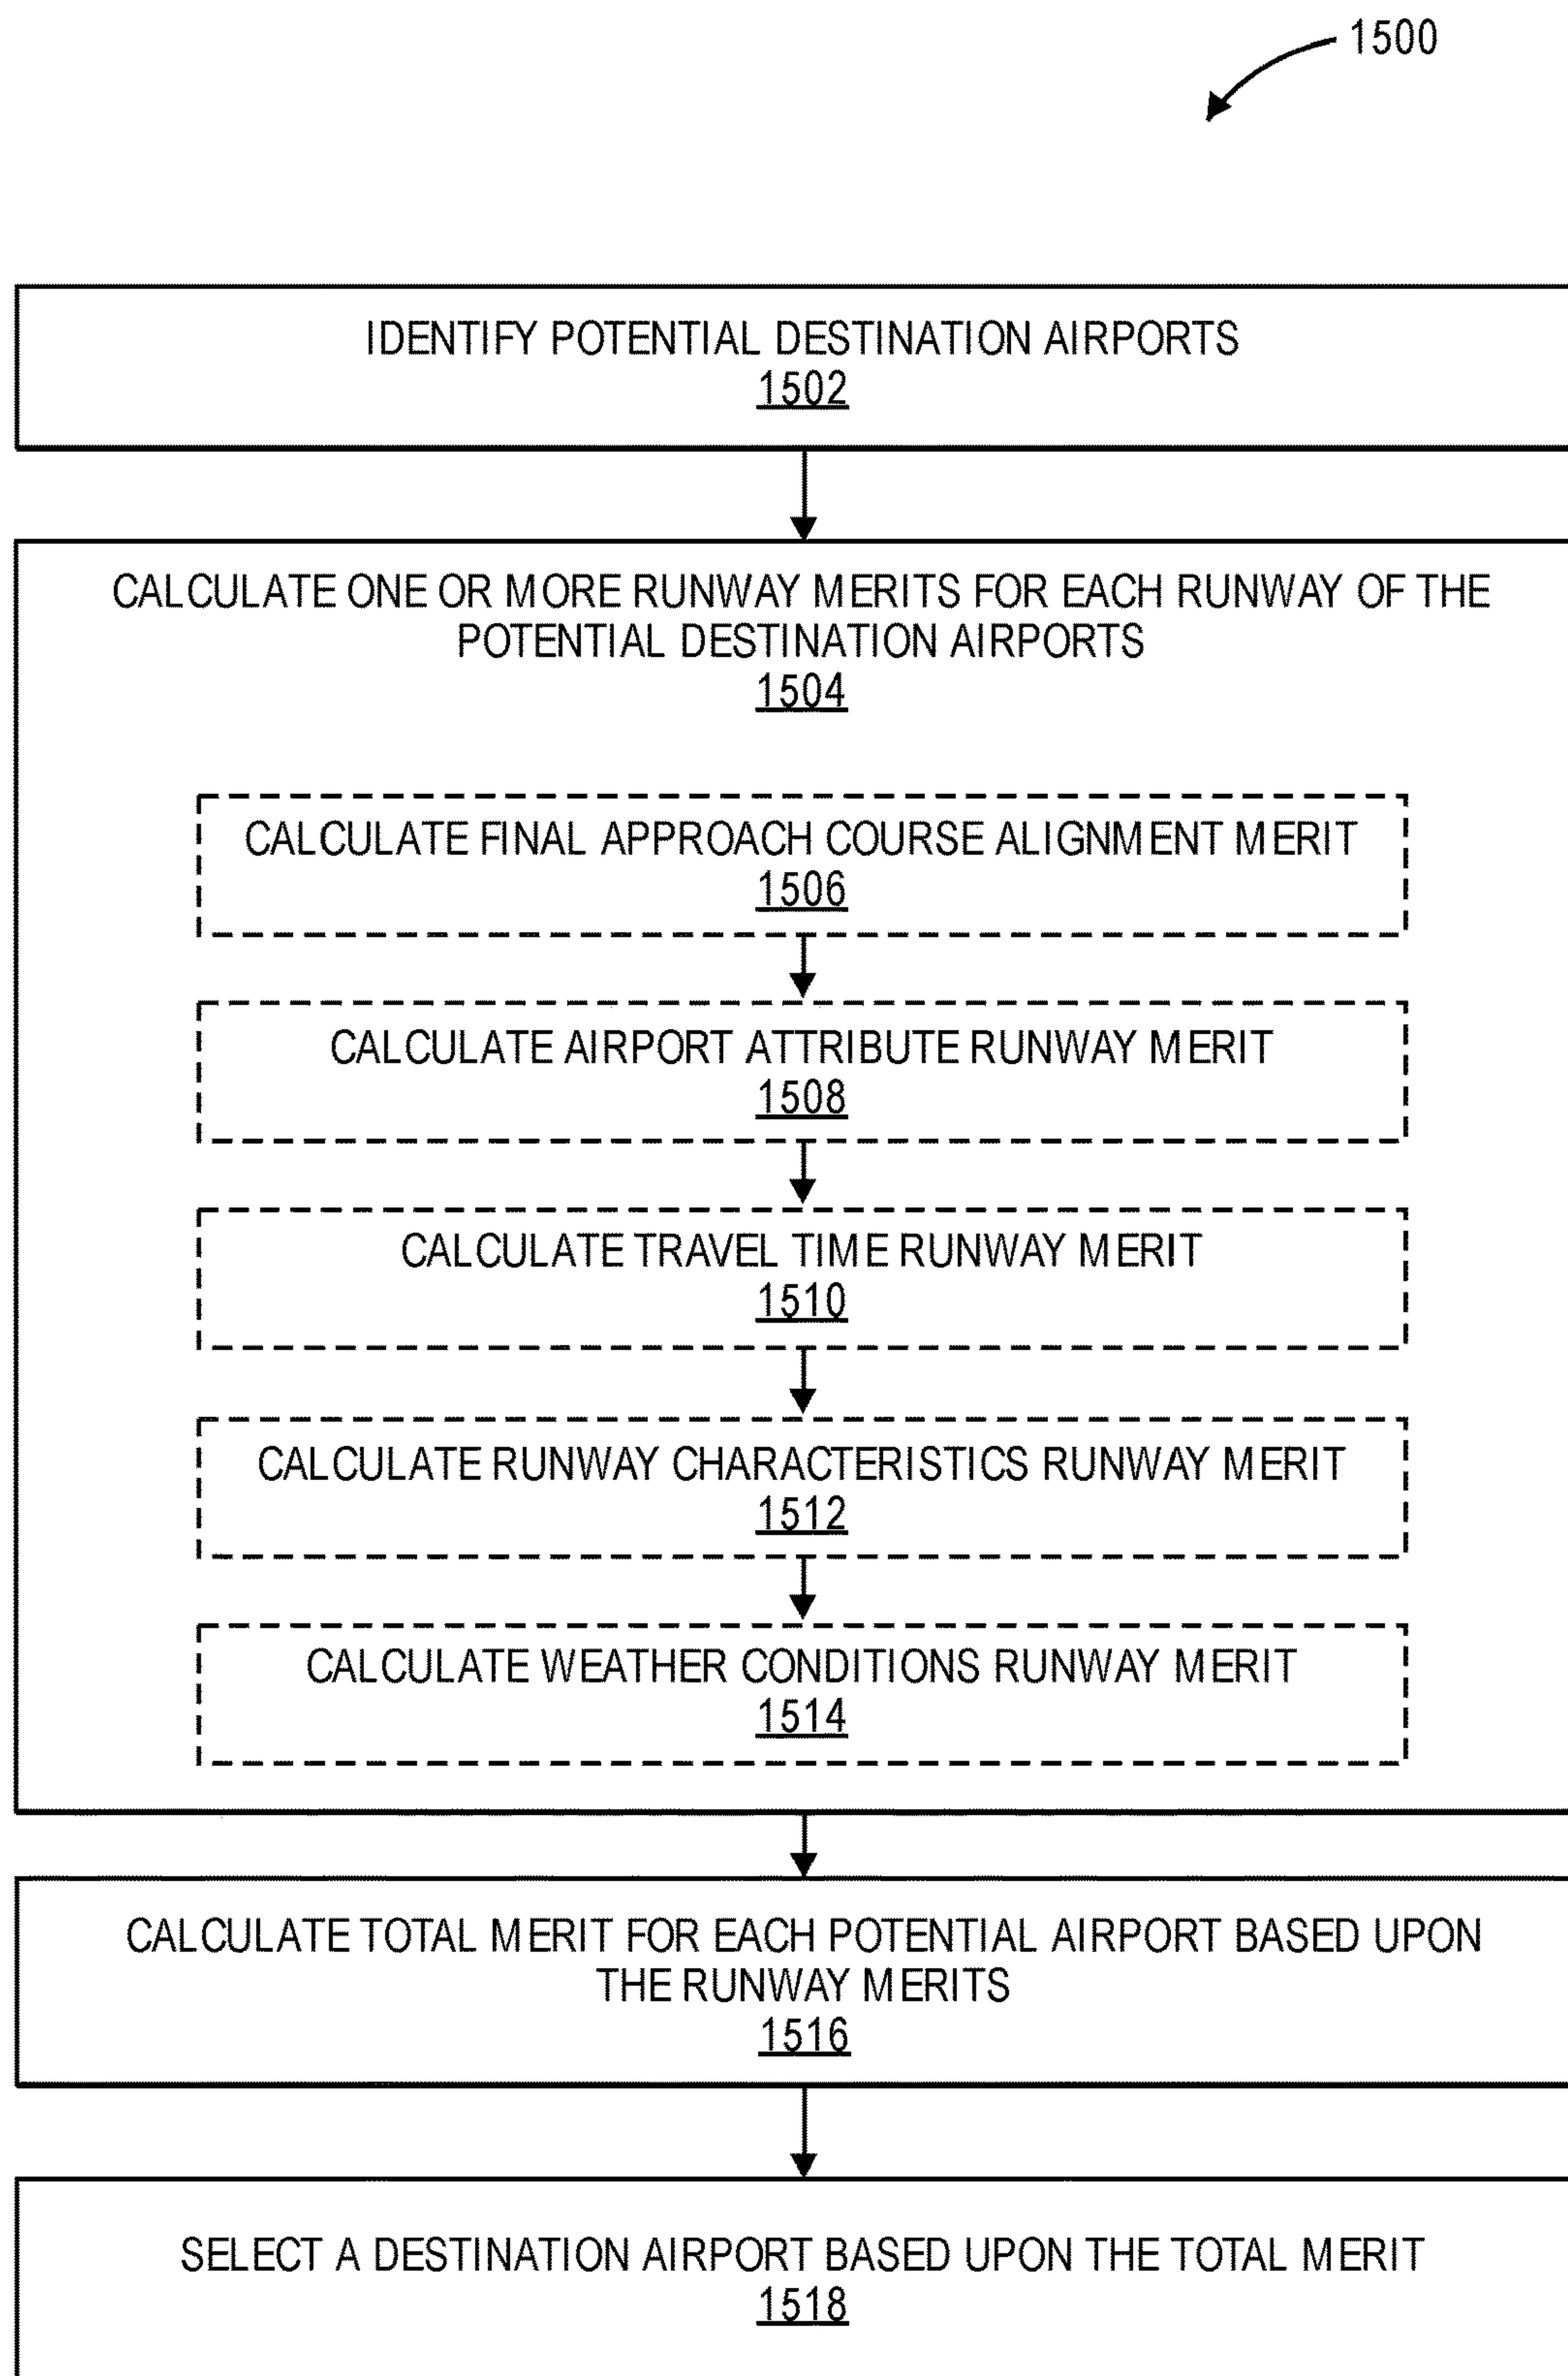 1500
IDENTIFY POTENTIAL DESTINATION AIRPORTS
1502
CALCULATE ONE OR MORE RUNWAY MERITS FOR EACH RUNWAY OF THE
POTENTIAL DESTINATION AIRPORTS
1504
CALCULATE FINAL APPROACH COURSE ALIGNMENT MERIT
1506
CALCULATE AIRPORT ATTRIBUTE RUNWAY MERIT
1508
CALCULATE TRAVEL TIME RUNWAY MERIT
1510
CALCULATE RUNWAY CHARACTERISTICS RUNWAY MERIT
1512
CALCULATE WEATHER CONDITIONS RUNWAY MERIT
1514
CALCULATE TOTAL MERIT FOR EACH POTENTIAL AIRPORT BASED UPON
THE RUNWAY MERITS
1516
SELECT A DESTINATION AIRPORT BASED UPON THE TOTAL MERIT
1518